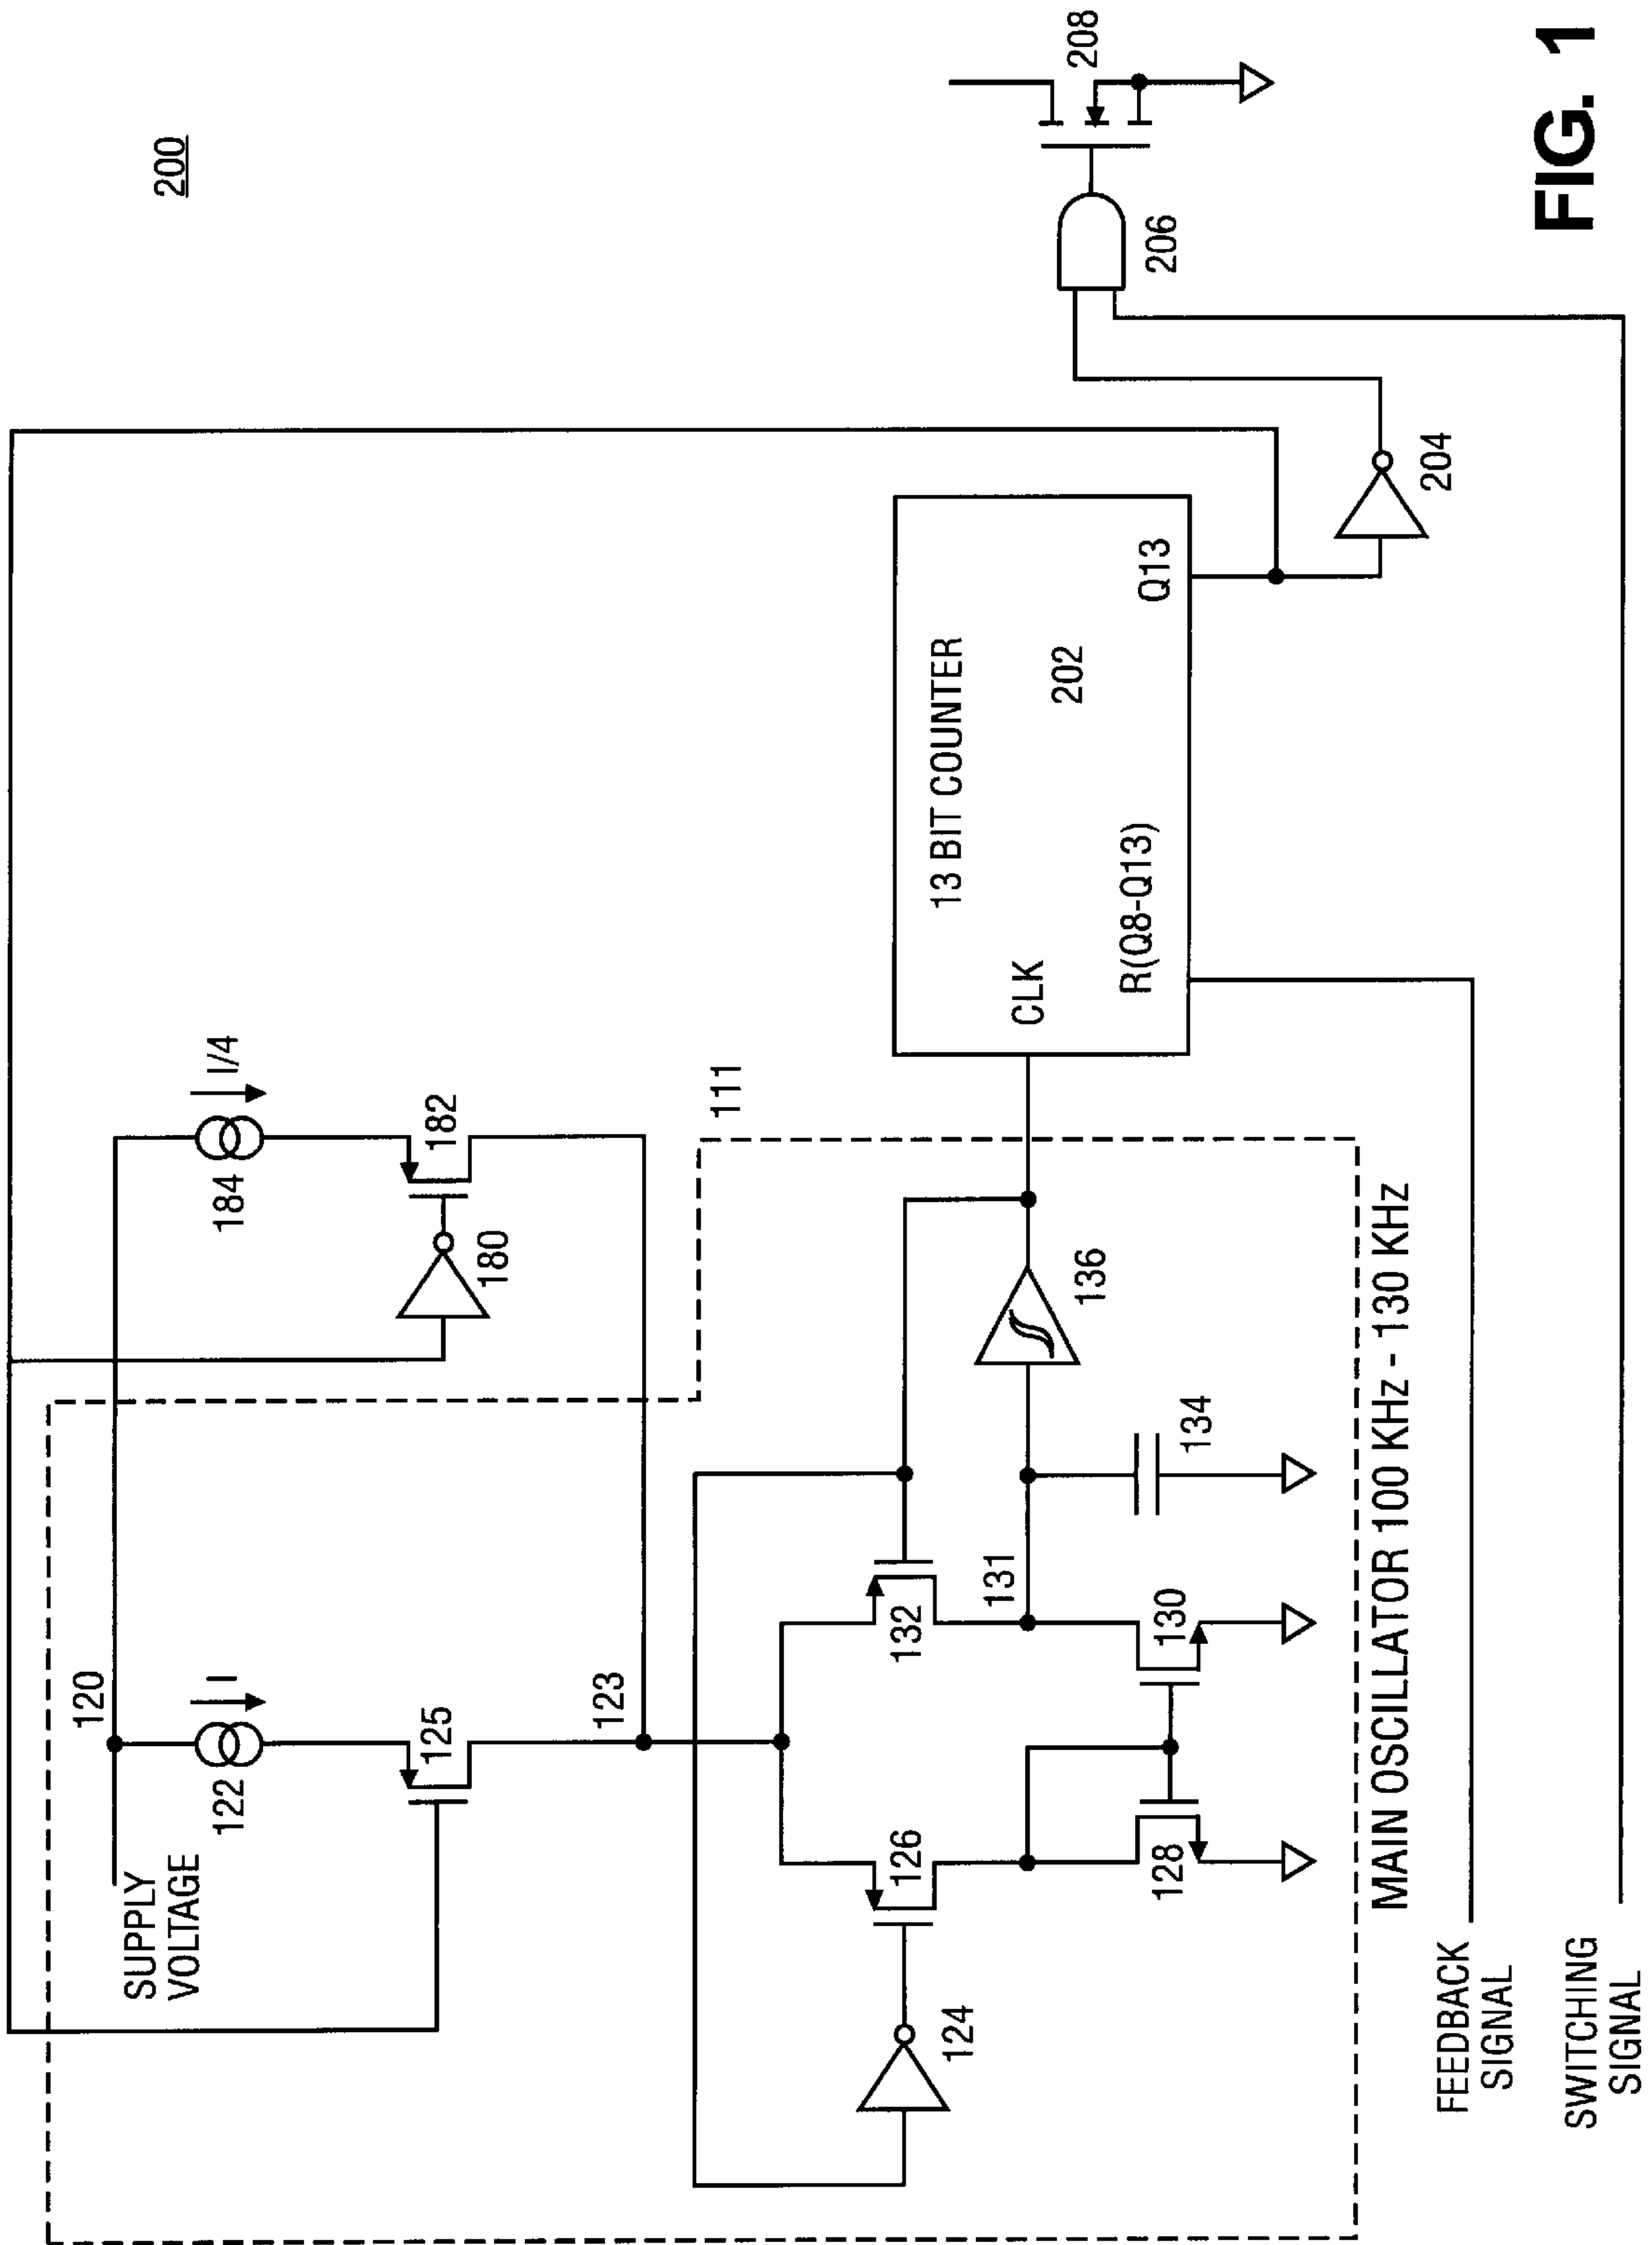 200
120
I
122
125
SUPPLY
VOLTAGE
123
184
I/4
182
180
111
124
126
128
132
131
130
134
136
13 BIT COUNTER
CLK
202
R(Q8-Q13)
Q13
204
206
208
MAIN OSCILLATOR 100 KHz - 130 KHz
FEEDBACK
SIGNAL
SWITCHING
SIGNAL
FIG. 1